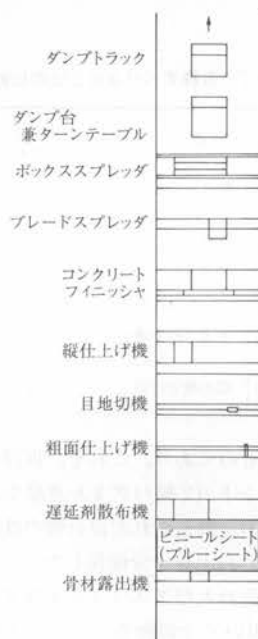 ダンプトラック
ダンプ台
兼ターンテーブル
ボックススプレッダ
ブレードスプレッダ
コンクリート
フィニッシャ
縦仕上げ機
目地切機
粗面仕上げ機
遅延剤散布機
ビニールシート
(ブルーシート)
骨材露出機